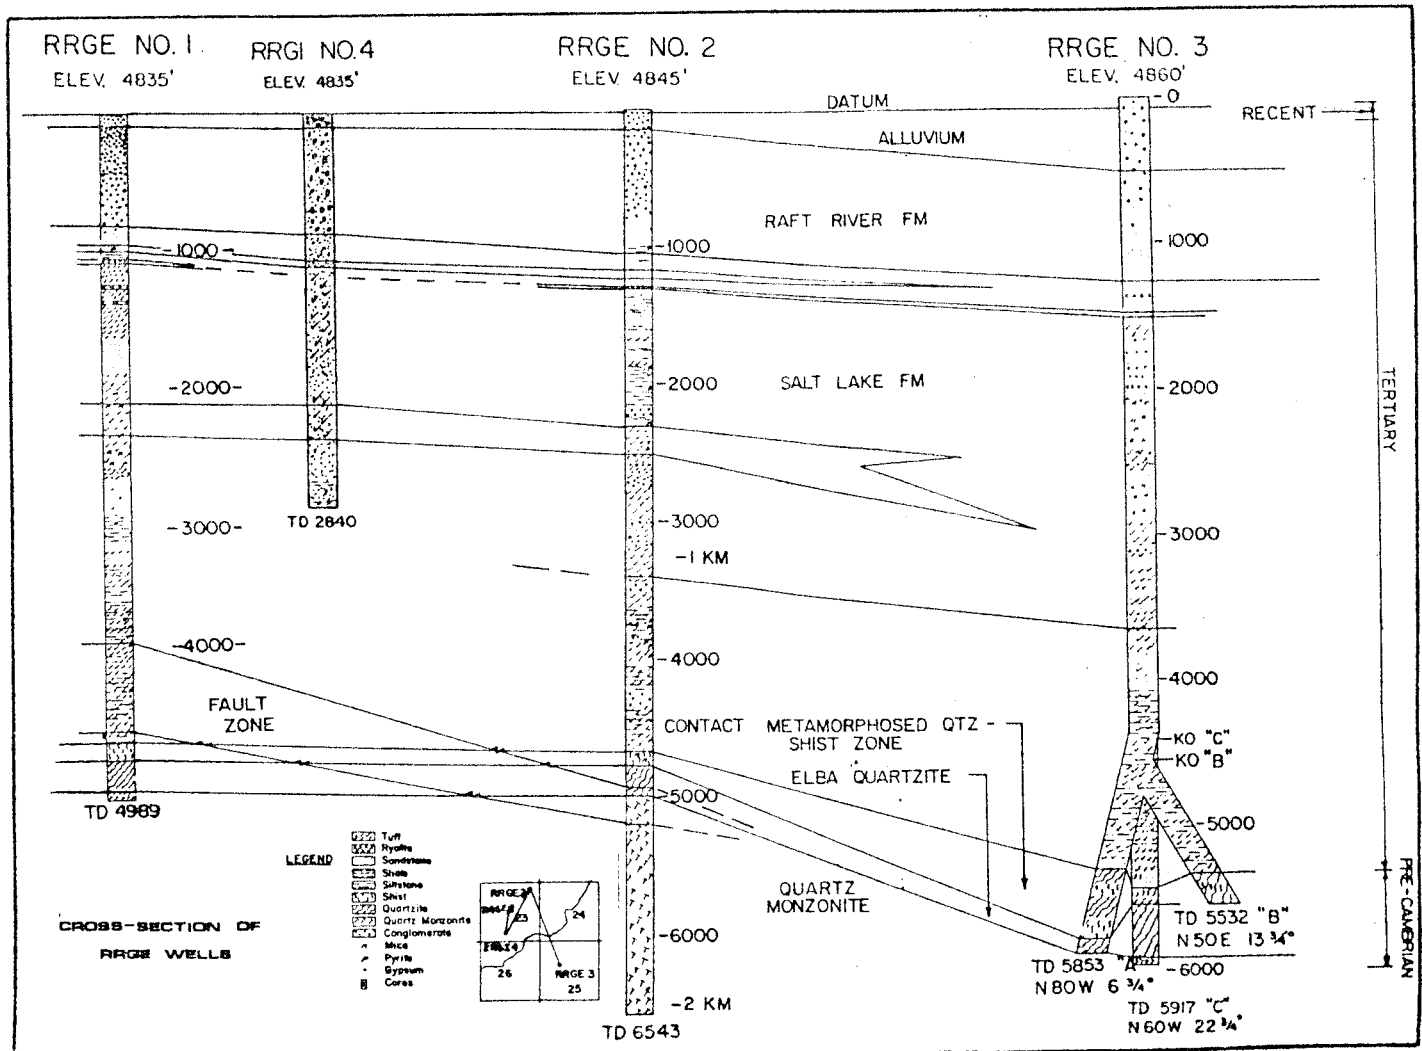 RRGE NO. 1
ELEV. 4835'
RRGI NO. 4
ELEV. 4835'
RRGE NO. 2
ELEV. 4845'
RRGE NO. 3
ELEV. 4860'
DATUM
-0
RECENT
ALLUVIUM
RAFT RIVER FM
-1000-
-1000
-1000
-2000-
-2000
SALT LAKE FM
-2000
TERTIARY
TD 2840
-3000-
-3000
-3000
-1 KM
-4000-
-4000
-4000
FAULT
ZONE
CONTACT METAMORPHOSED QTZ
SHIST ZONE
ELBA QUARTZITE
KO "C"
KO "B"
TD 4989
-5000
-5000
LEGEND
Tuff
Ryolite
Sandstone
Shale
Siltstone
Shist
Quartzite
Quartz Monzonite
Conglomerate
Mica
Pyrite
Gypsum
Cores
RRGE 2
23
24
26
RRGE 3
25
QUARTZ
MONZONITE
PRE-CAMBRIAN
CROSS-SECTION OF
RRGE WELLS
-6000
TD 5532 "B"
N 50 E 13 3/4°
TD 5853 "A"
N 80 W 6 3/4°
-6000
-2 KM
TD 6543
TD 5917 "C"
N 60 W 22 3/4°